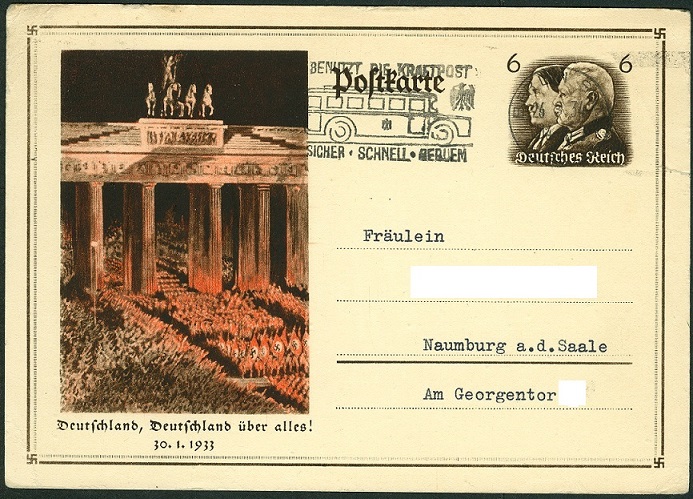 BENUTZT DIE KRAFTPOST
Postkarte
SICHER • SCHNELL • BEQUEM
6 6
Deutsches Reich
Fräulein
Naumburg a.d.Saale
Am Georgentor
Deutschland, Deutschland über alles!
30.1.1933